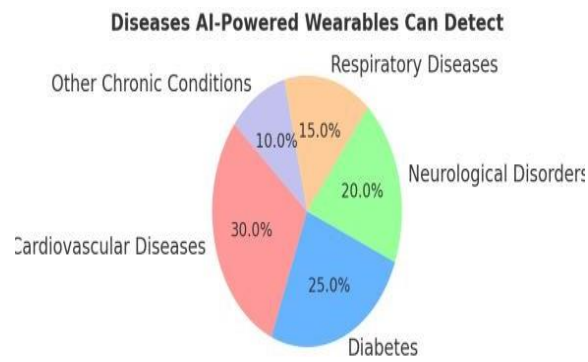 Diseases AI-Powered Wearables Can Detect
Respiratory Diseases
Other Chronic Conditions
15.0%
10.0%
Neurological Disorders
20.0%
Cardiovascular Diseases
30.0%
25.0%
Diabetes